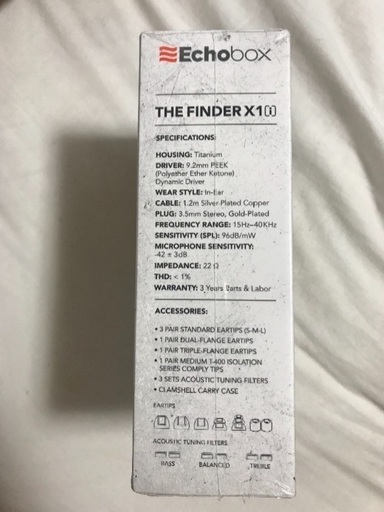 Echobox
THE FINDER X1[i]
SPECIFICATIONS:
HOUSING: Titanium
DRIVER: 9.2mm PEEK
(Polyether Ether Ketone)
Dynamic Driver
WEAR STYLE: In-Ear
CABLE: 1.2m Silver Plated Copper
PLUG: 3.5mm Stereo, Gold-Plated
FREQUENCY RANGE: 15Hz–40KHz
SENSITIVITY (SPL): 96dB/mW
MICROPHONE SENSITIVITY:
-42 ± 3dB
IMPEDANCE: 22 Ω
THD: < 1%
WARRANTY: 3 Years Parts & Labor
ACCESSORIES:
• 3 PAIR STANDARD EARTIPS (S-M-L)
• 1 PAIR DUAL-FLANGE EARTIPS
• 1 PAIR TRIPLE-FLANGE EARTIPS
• 1 PAIR MEDIUM T-400 ISOLATION
SERIES COMPLY TIPS
• 3 SETS ACOUSTIC TUNING FILTERS
• CLAMSHELL CARRY CASE
EARTIPS
ACOUSTIC TUNING FILTERS
BASS BALANCED TREBLE